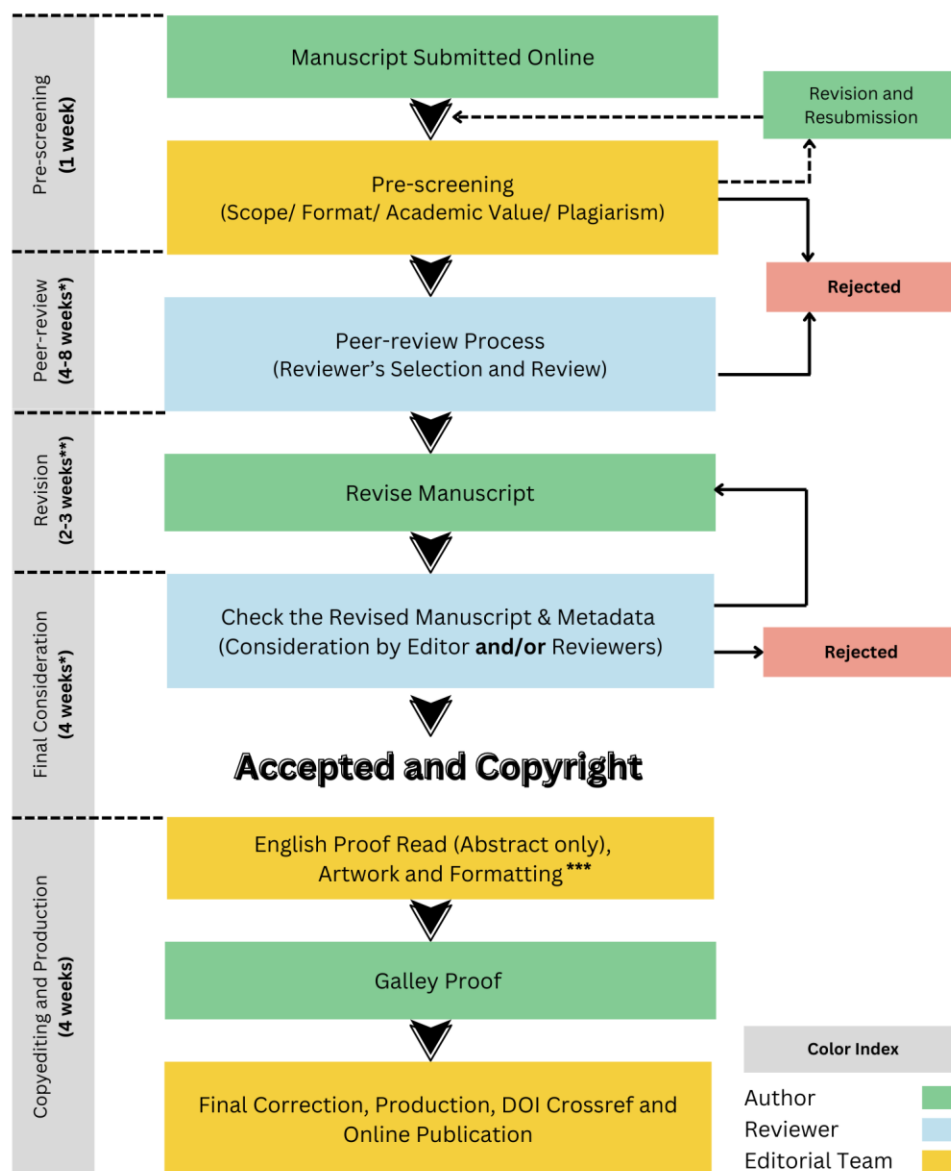 Pre-screening
(1 week)
Manuscript Submitted Online
Revision and
Resubmission
Pre-screening
(Scope/ Format/ Academic Value/ Plagiarism)
Rejected
Peer-review
(4-8 weeks*)
Peer-review Process
(Reviewer's Selection and Review)
Revision
(2-3 weeks**)
Revise Manuscript
Final Consideration
(4 weeks*)
Check the Revised Manuscript & Metadata
(Consideration by Editor and/or Reviewers)
Rejected
Accepted and Copyright
Copyediting and Production
(4 weeks)
English Proof Read (Abstract only),
Artwork and Formatting ***
Galley Proof
Final Correction, Production, DOI Crossref and
Online Publication
Color Index
Author
Reviewer
Editorial Team